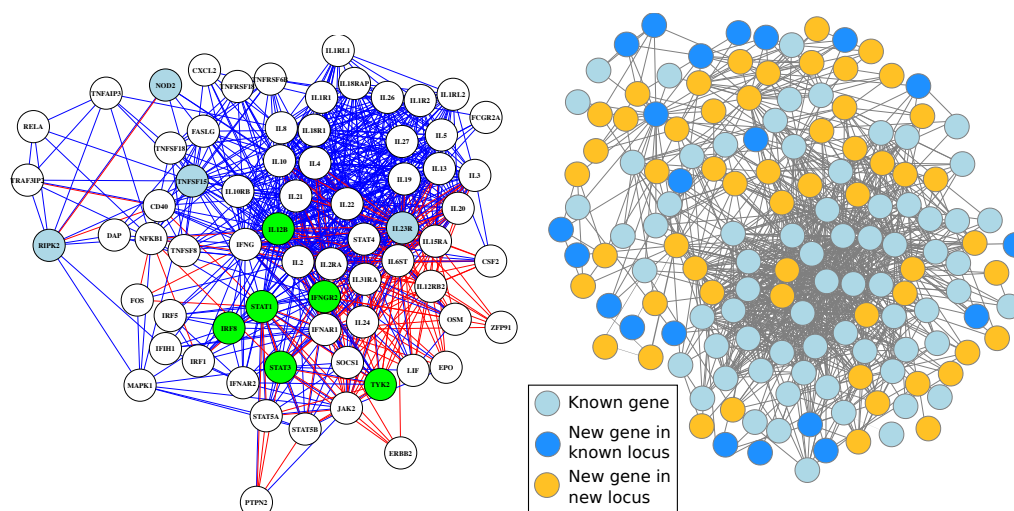 IL1RL1
CXCL2
TNFRSF6B
NOD2
TNFRSF18
IL18RAP
TNFAIP3
IL1R1
IL26
IL1R2
IL1RL2
FCGR2A
RELA
FASLG
IL8
IL18R1
IL5
TNFSF18
IL27
IL10
IL4
IL13
IL3
TRAF3IP2
TNFSF15
IL19
IL10RB
IL21
CD40
IL22
IL20
RIPK2
DAP
NFKB1
IL12B
IL23R
TNFSF8
IFNG
STAT4
IL15RA
IL2
IL2RA
IL6ST
CSF2
IL31RA
IL12RB2
FOS
STAT1
IFNGR2
IRF5
IRF8
IFNAR1
IL24
OSM
ZFP91
IFIH1
IRF1
STAT3
SOCS1
LIF
EPO
MAPK1
IFNAR2
TYK2
STAT5A
JAK2
STAT5B
ERBB2
PTPN2
Known gene
New gene in
known locus
New gene in
new locus